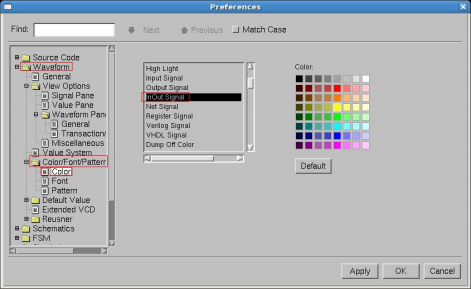 Preferences
Find:
Next
Previous
Match Case
Source Code
Waveform
General
View Options
Signal Pane
Value Pane
Waveform Pan
General
Transaction/
Miscellaneous
Value System
Color/Font/Pattern
Color
Font
Pattern
Default Value
Extended VCD
Reusner
Schematics
FSM
High Light
Input Signal
Output Signal
InOut Signal
Net Signal
Register Signal
Verilog Signal
VHDL Signal
Dump Off Color
Color:
Default
Apply
OK
Cancel